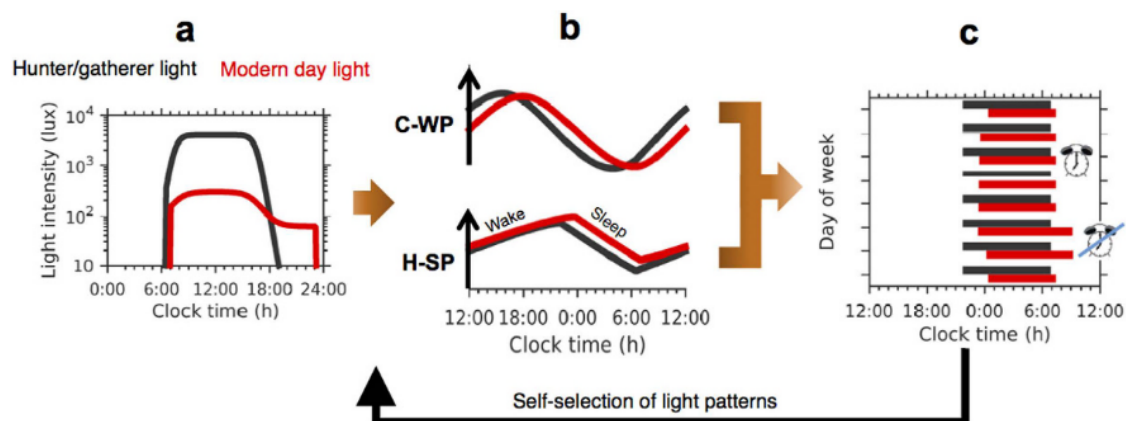 a
Hunter/gatherer light Modern day light
Light intensity (lux)
10⁴
10³
10²
10
0:00 6:00 12:00 18:00 24:00
Clock time (h)
b
C-WP
H-SP
Wake
Sleep
12:00 18:00 0:00 6:00 12:00
Clock time (h)
c
Day of week
12:00 18:00 0:00 6:00 12:00
Clock time (h)
Self-selection of light patterns